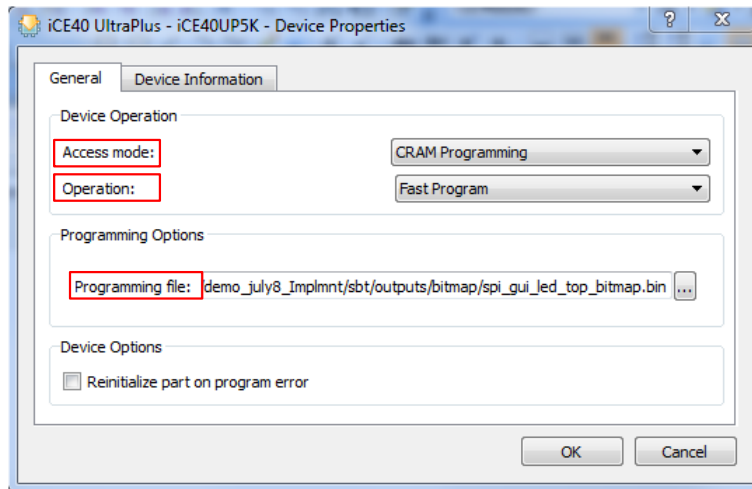 iCE40 UltraPlus - iCE40UP5K - Device Properties
?
General
Device Information
Device Operation
Access mode:
CRAM Programming
Operation:
Fast Program
Programming Options
Programming file:
/demo_july8_Implmnt/sbt/outputs/bitmap/spi_gui_led_top_bitmap.bin
...
Device Options
Reinitialize part on program error
OK
Cancel